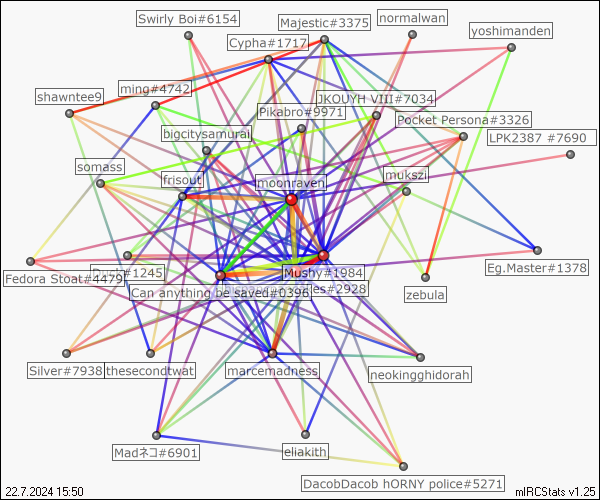 Swirly Boi#6154
Majestic#3375
normalwan
yoshimanden
Cypha#1717
ming#4742
shawntee9
Pikabro#9971
JKOUYH VIII#7034
Pocket Persona#3326
LPK2387 #7690
bigcitysamurai
somass
frisout
moonraven
mukszi
#1245
Fedora Stoat#4479
Mushy#1984
es#2928
Can anything be saved#0396
Eg.Master#1378
zebula
Silver#7938
thesecondtwat
marcemadness
neokingghidorah
Madネコ#6901
eliakith
DacobDacob hORNY police#5271
22.7.2024 15:50
mIRCStats v1.25